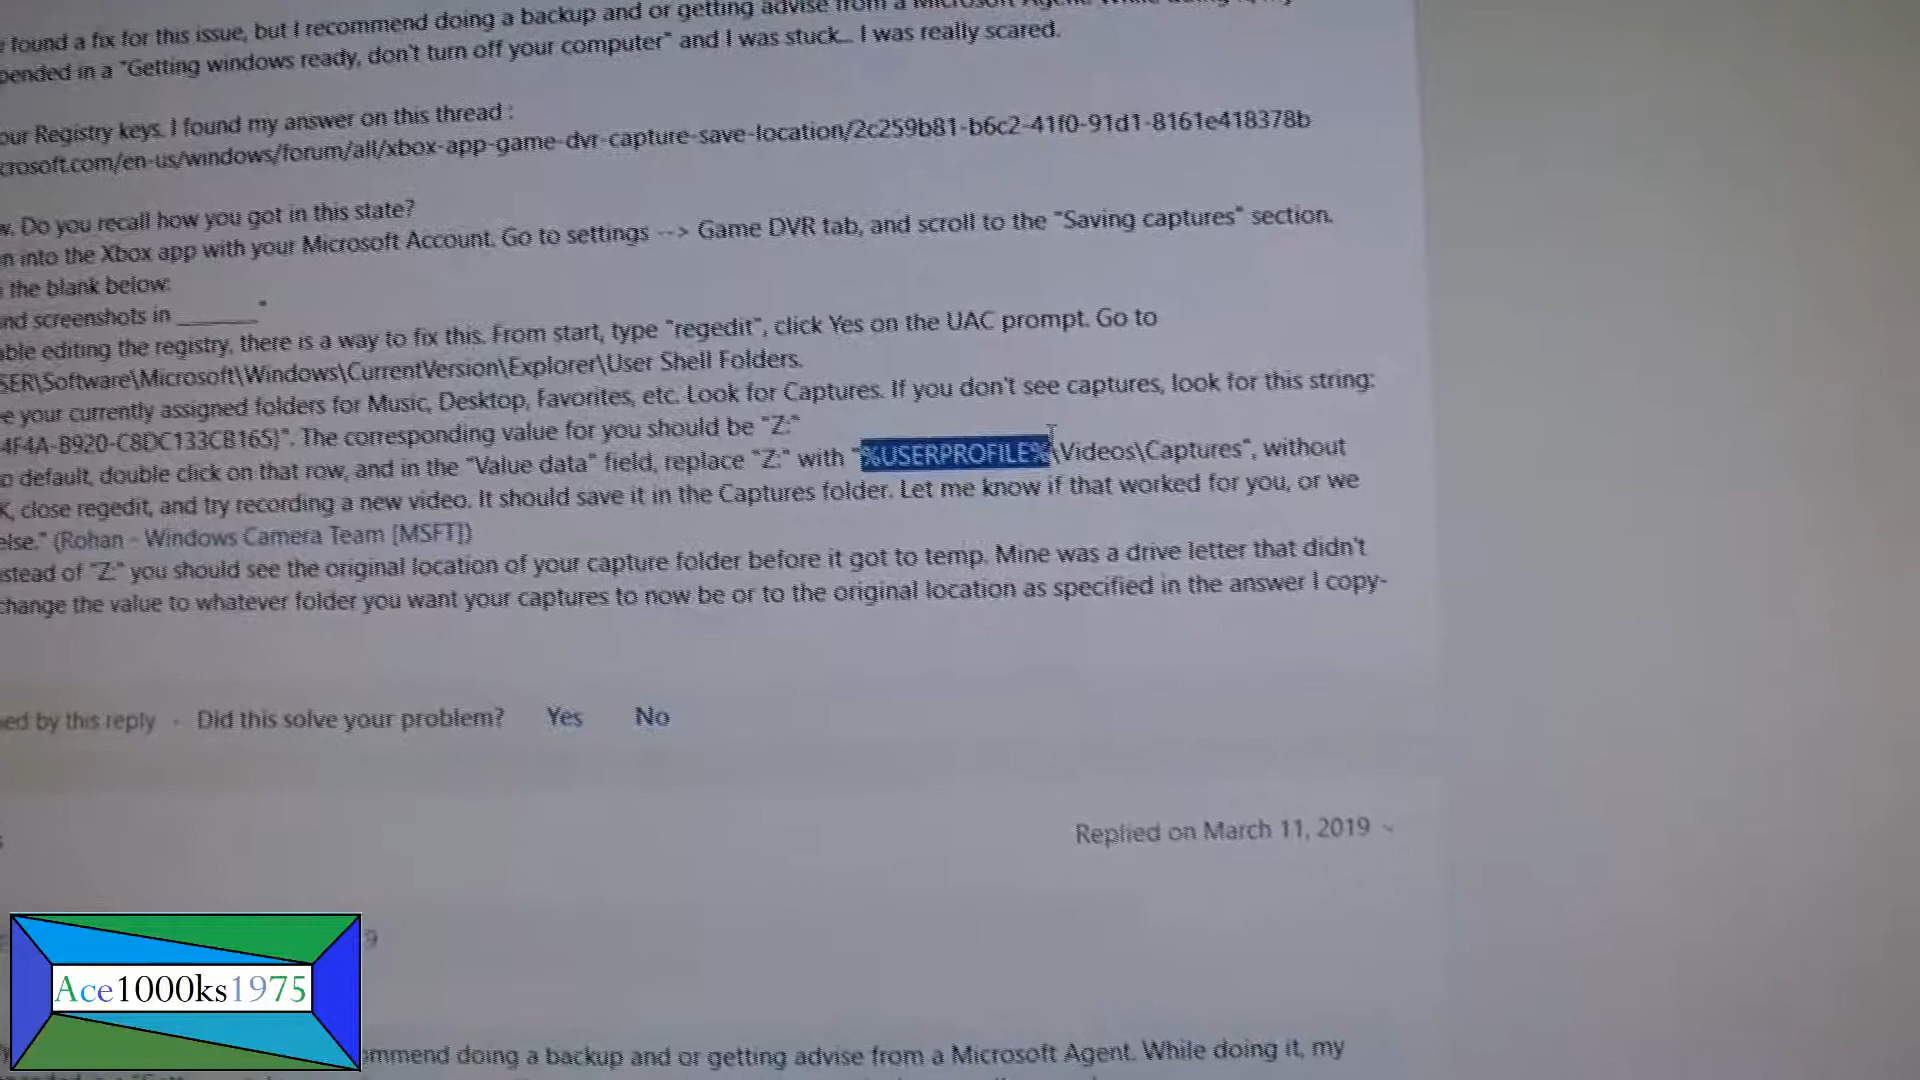 found a fix for this issue, but I recommend doing a backup and or getting advise from a Microsoft Agent. While doing it, my
pended in a "Getting windows ready, don't turn off your computer" and I was stuck... I was really scared.
our Registry keys. I found my answer on this thread :
crosoft.com/en-us/windows/forum/all/xbox-app-game-dvr-capture-save-location/2c259b81-b6c2-41f0-91d1-8161e418378b
w. Do you recall how you got in this state?
n into the Xbox app with your Microsoft Account. Go to settings --> Game DVR tab, and scroll to the "Saving captures" section.
the blank below:
nd screenshots in ______."
ble editing the registry, there is a way to fix this. From start, type "regedit", click Yes on the UAC prompt. Go to
SER\Software\Microsoft\Windows\CurrentVersion\Explorer\User Shell Folders.
e your currently assigned folders for Music, Desktop, Favorites, etc. Look for Captures. If you don't see captures, look for this string:
4F4A-B920-C8DC133CB165}". The corresponding value for you should be "Z:"
o default, double click on that row, and in the "Value data" field, replace "Z:" with "%USERPROFILE%\Videos\Captures", without
K, close regedit, and try recording a new video. It should save it in the Captures folder. Let me know if that worked for you, or we
else." (Rohan - Windows Camera Team [MSFT])
stead of "Z:" you should see the original location of your capture folder before it got to temp. Mine was a drive letter that didn't
change the value to whatever folder you want your captures to now be or to the original location as specified in the answer I copy-
ed by this reply · Did this solve your problem? Yes No
Replied on March 11, 2019
9
Ace1000ks1975
ommend doing a backup and or getting advise from a Microsoft Agent. While doing it, my